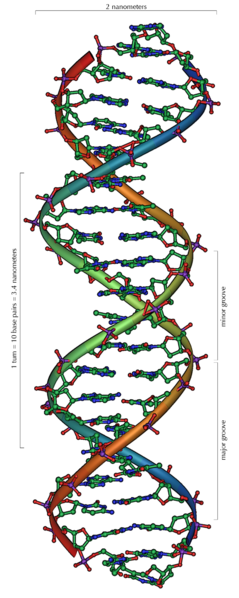 2 nanometers
1 turn = 10 base pairs = 3.4 nanometers
minor groove
major groove